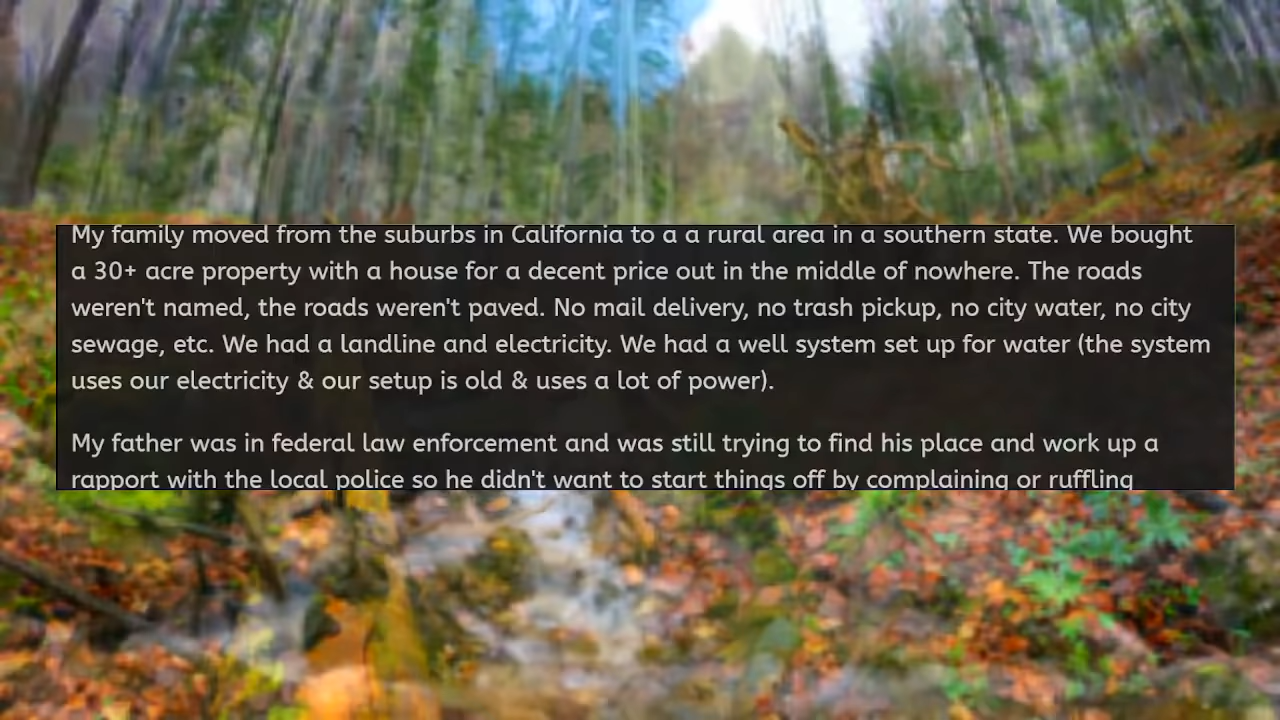 My family moved from the suburbs in California to a a rural area in a southern state. We bought
a 30+ acre property with a house for a decent price out in the middle of nowhere. The roads
weren't named, the roads weren't paved. No mail delivery, no trash pickup, no city water, no city
sewage, etc. We had a landline and electricity. We had a well system set up for water (the system
uses our electricity & our setup is old & uses a lot of power).
My father was in federal law enforcement and was still trying to find his place and work up a
rapport with the local police so he didn't want to start things off by complaining or ruffling